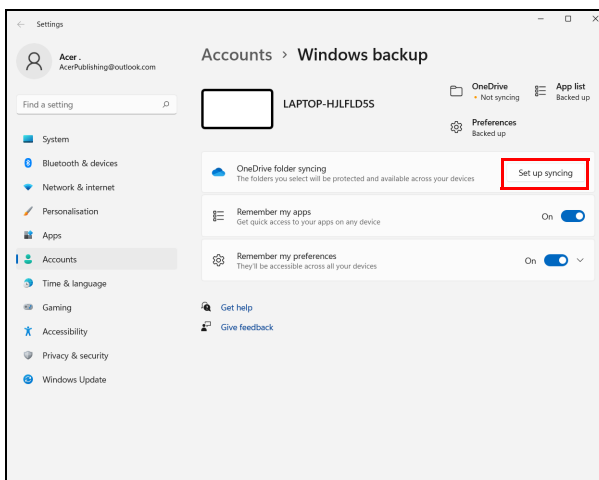 Settings
Acer .
AcerPublishing@outlook.com
Find a setting
System
Bluetooth & devices
Network & internet
Personalisation
Apps
Accounts
Time & language
Gaming
Accessibility
Privacy & security
Windows Update
Accounts > Windows backup
LAPTOP-HJLFLD5S
OneDrive
• Not syncing
App list
Backed up
Preferences
Backed up
OneDrive folder syncing
The folders you select will be protected and available across your devices
Set up syncing
Remember my apps
Get quick access to your apps on any device
On
Remember my preferences
They'll be accessible across all your devices
On
Get help
Give feedback